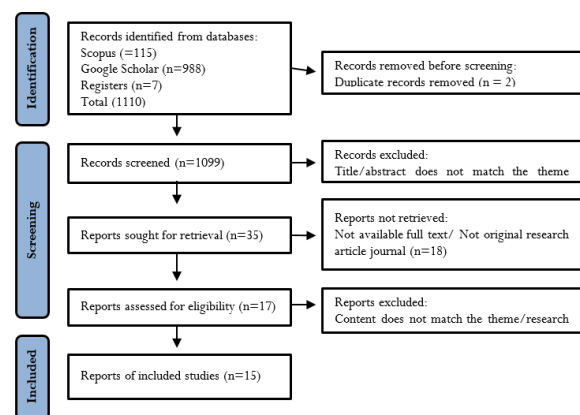 Identification
Records identified from databases:
Scopus (=115)
Google Scholar (n=988)
Registers (n=7)
Total (1110)
Records removed before screening:
Duplicate records removed (n = 2)
Screening
Records screened (n=1099)
Records excluded:
Title/abstract does not match the theme
Reports sought for retrieval (n=35)
Reports not retrieved:
Not available full text/ Not original research
article journal (n=18)
Reports assessed for eligibility (n=17)
Reports excluded:
Content does not match the theme/research
Included
Reports of included studies (n=15)